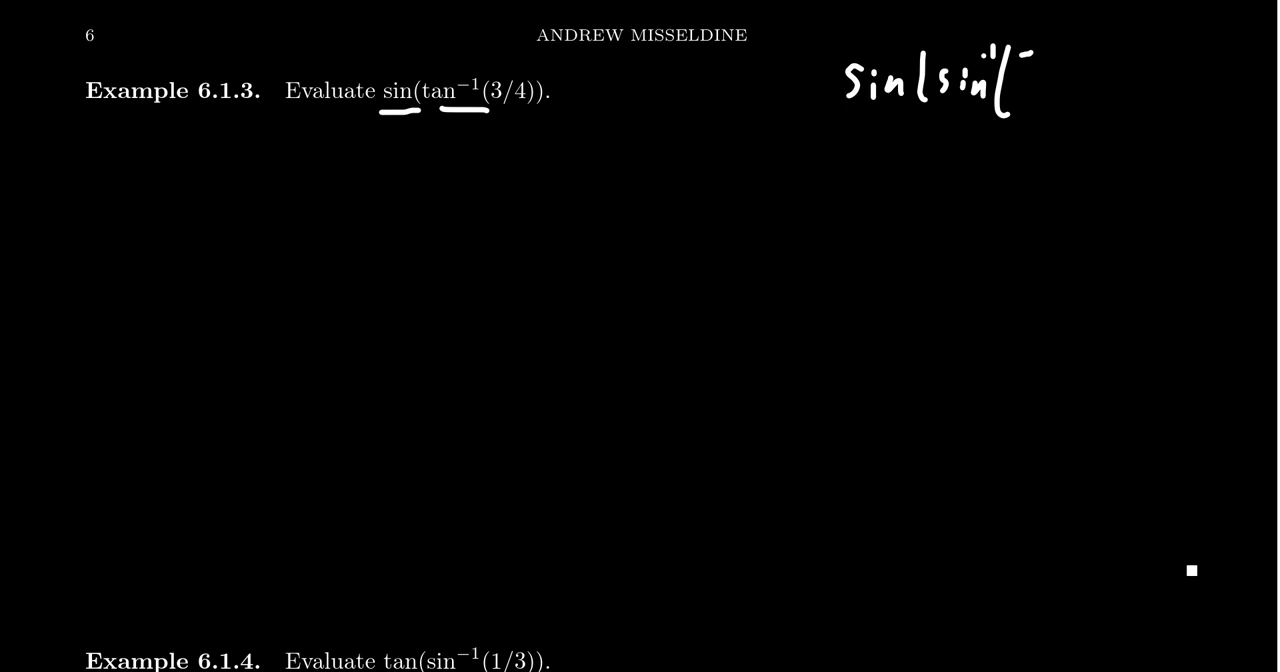 6 ANDREW MISSELDINE
Example 6.1.3. Evaluate sin(tan⁻¹(3/4)).
sin(sin⁻¹(-
Example 6.1.4. Evaluate tan(sin⁻¹(1/3)).